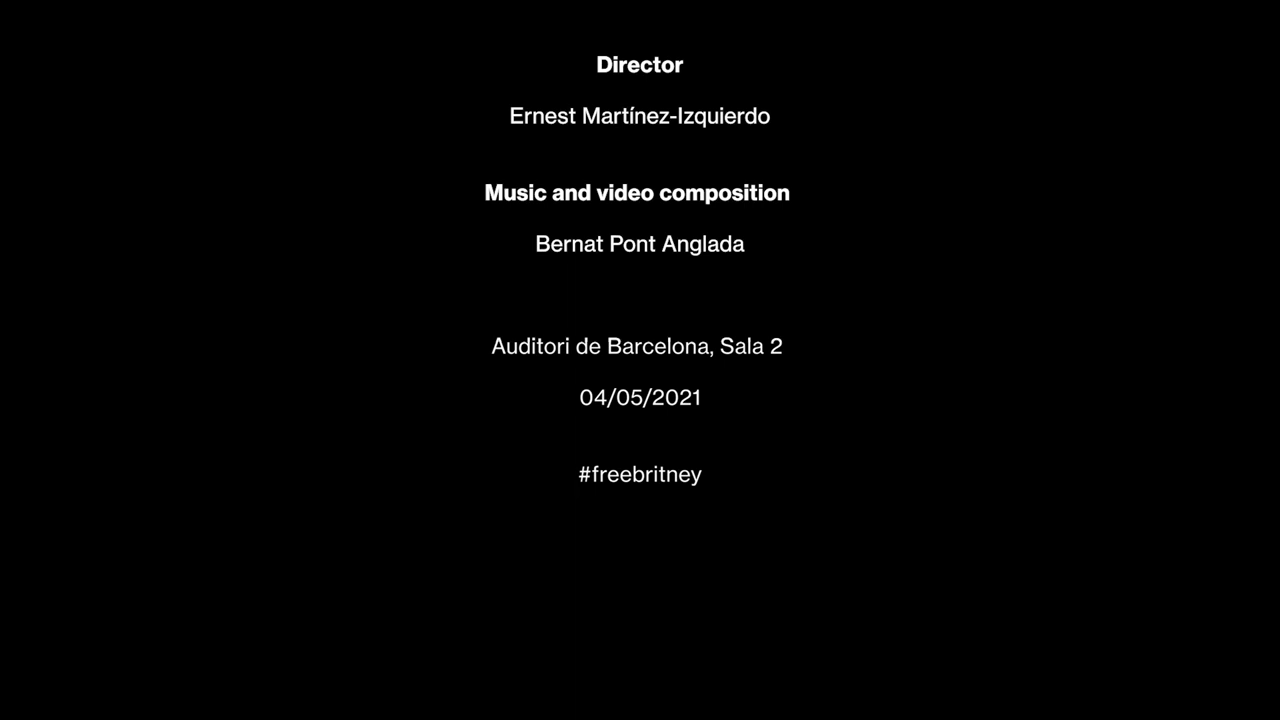 Director
Ernest Martínez-Izquierdo
Music and video composition
Bernat Pont Anglada
Auditori de Barcelona, Sala 2
04/05/2021
#freebritney